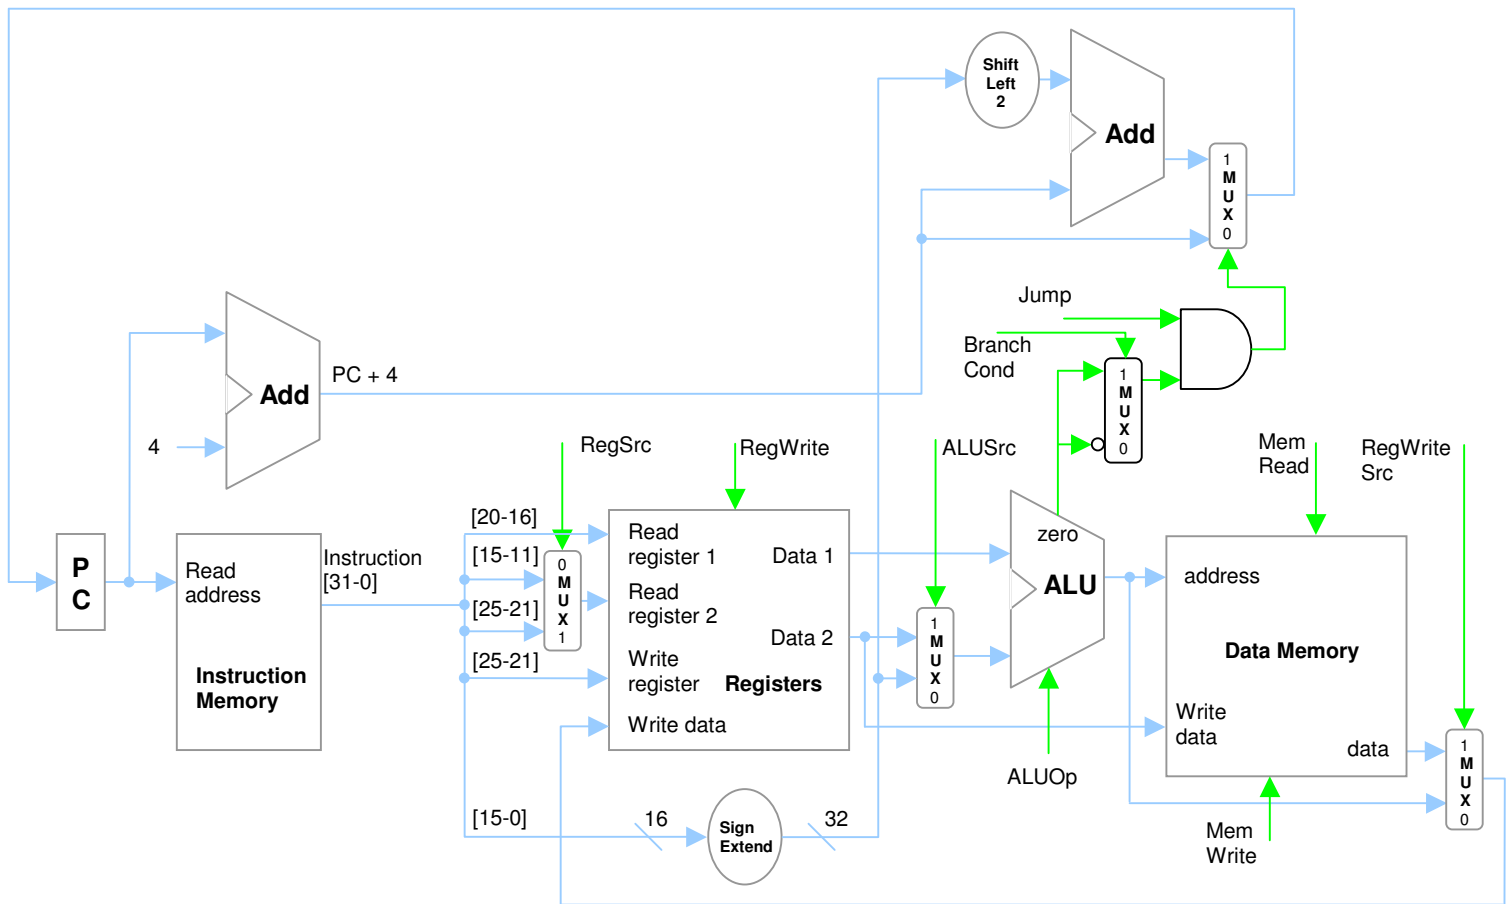 Shift
Left
2
Add
1
M
U
X
0
Jump
Branch
Cond
1
M
U
X
0
Add
PC + 4
4
RegSrc
RegWrite
ALUSrc
Mem
Read
RegWrite
Src
P
C
Read
address
Instruction
Memory
Instruction
[31-0]
[20-16]
[15-11]
[25-21]
[25-21]
0
M
U
X
1
Read
register 1
Data 1
Read
register 2
Data 2
Write
register
Registers
Write data
1
M
U
X
0
zero
ALU
ALUOp
address
Data Memory
Write
data
data
1
M
U
X
0
[15-0]
16
Sign
Extend
32
Mem
Write